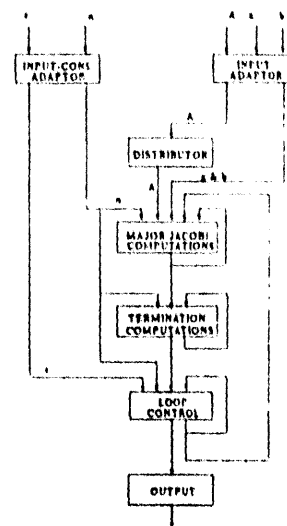 A
b
INPUT-CONS
ADAPTOR
INPUT
ADAPTOR
A
DISTRIBUTOR
A
n
MAJOR JACOBI
COMPUTATIONS
TERMINATION
COMPUTATIONS
LOOP
CONTROL
OUTPUT